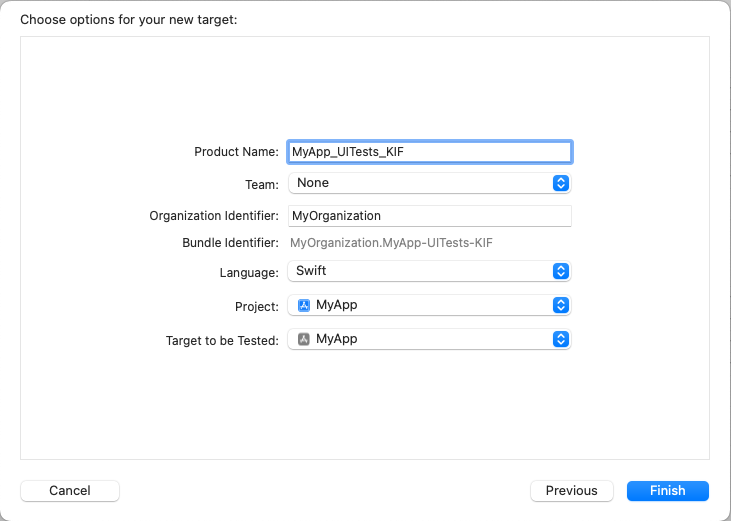 Choose options for your new target:
Product Name: MyApp_UITests_KIF
Team: None
Organization Identifier: MyOrganization
Bundle Identifier: MyOrganization.MyApp-UITests-KIF
Language: Swift
Project: MyApp
Target to be Tested: MyApp
Cancel Previous Finish